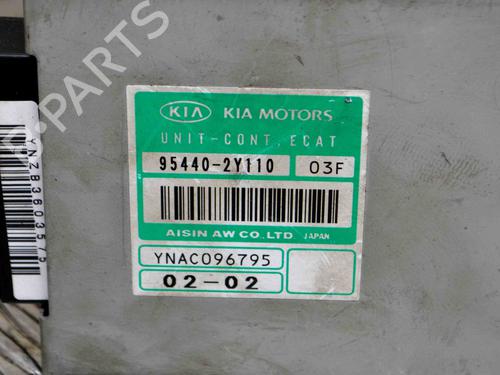 KIA KIA MOTORS
UNIT-CONT, ECAT
95440-2Y110 03F
AISIN AW CO.,LTD JAPAN
YNAC096795
02-02
B-PARTS